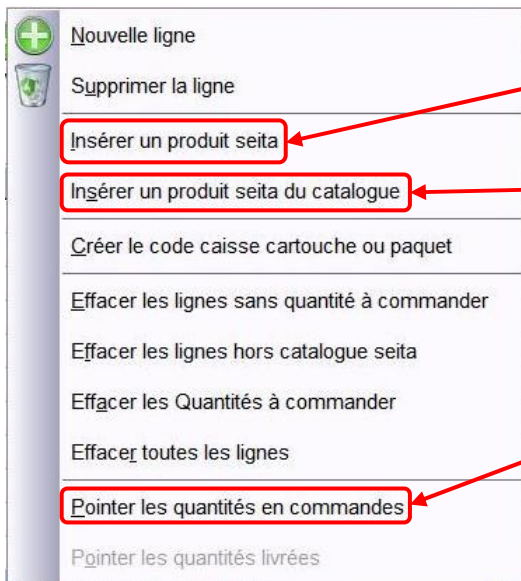 Nouvelle ligne
Supprimer la ligne
Insérer un produit seita
Insérer un produit seita du catalogue
Créer le code caisse cartouche ou paquet
Effacer les lignes sans quantité à commander
Effacer les lignes hors catalogue seita
Effacer les Quantités à commander
Effacer toutes les lignes
Pointer les quantités en commandes
Pointer les quantités livrées